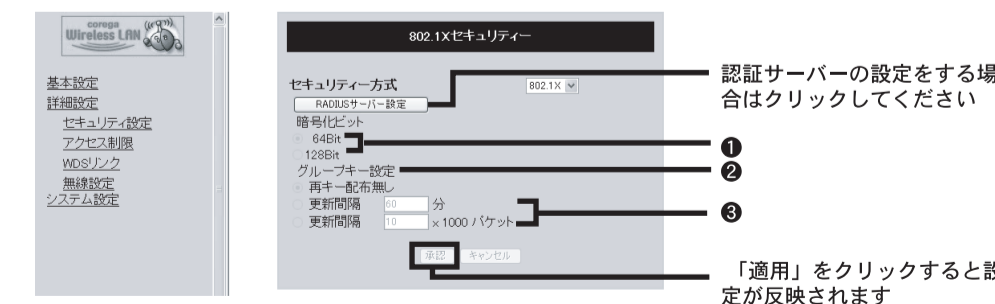 corega
Wireless LAN
基本設定
詳細設定
セキュリティ設定
アクセス制限
WDSリンク
無線設定
システム設定
802.1Xセキュリティー
セキュリティー方式
802.1X
RADIUSサーバー設定
暗号化ビット
64Bit
128Bit
グループキー設定
再キー配布無し
更新間隔 60 分
更新間隔 10 ×1000 パケット
承認 キャンセル
認証サーバーの設定をする場
合はクリックしてください
❶
❷
❸
「適用」をクリックすると設
定が反映されます